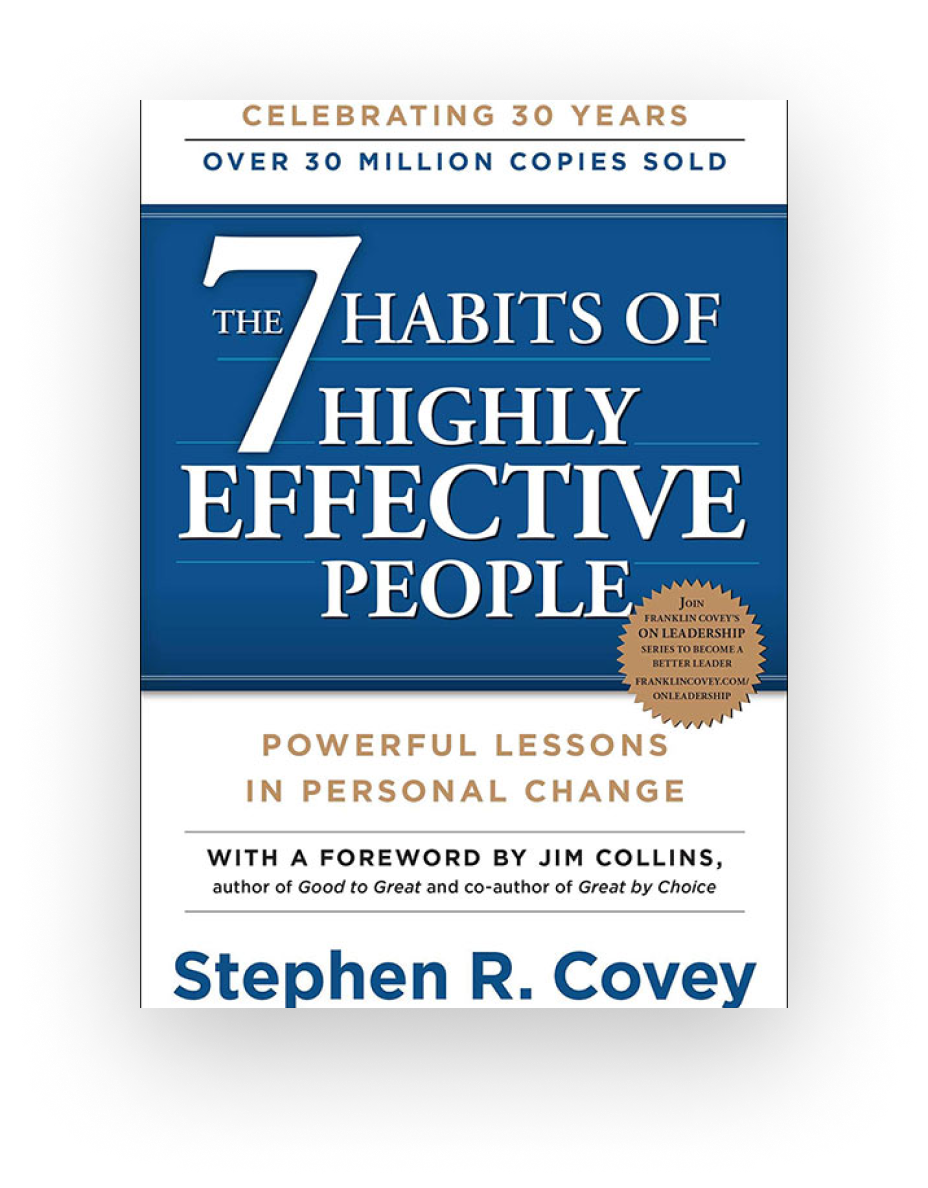 CELEBRATING 30 YEARS
OVER 30 MILLION COPIES SOLD
THE 7 HABITS OF
HIGHLY
EFFECTIVE
PEOPLE
JOIN
FRANKLIN COVEY'S
ON LEADERSHIP
SERIES TO BECOME A
BETTER LEADER
FRANKLINCOVEY.COM/
ONLEADERSHIP
POWERFUL LESSONS
IN PERSONAL CHANGE
WITH A FOREWORD BY JIM COLLINS,
author of Good to Great and co-author of Great by Choice
Stephen R. Covey